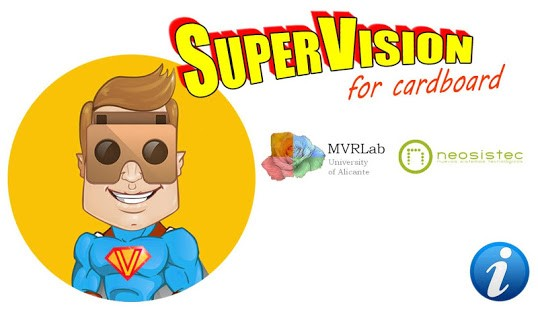 SUPERVISION
for cardboard
MVRLab
University
of Alicante
n
neosistec
V
i